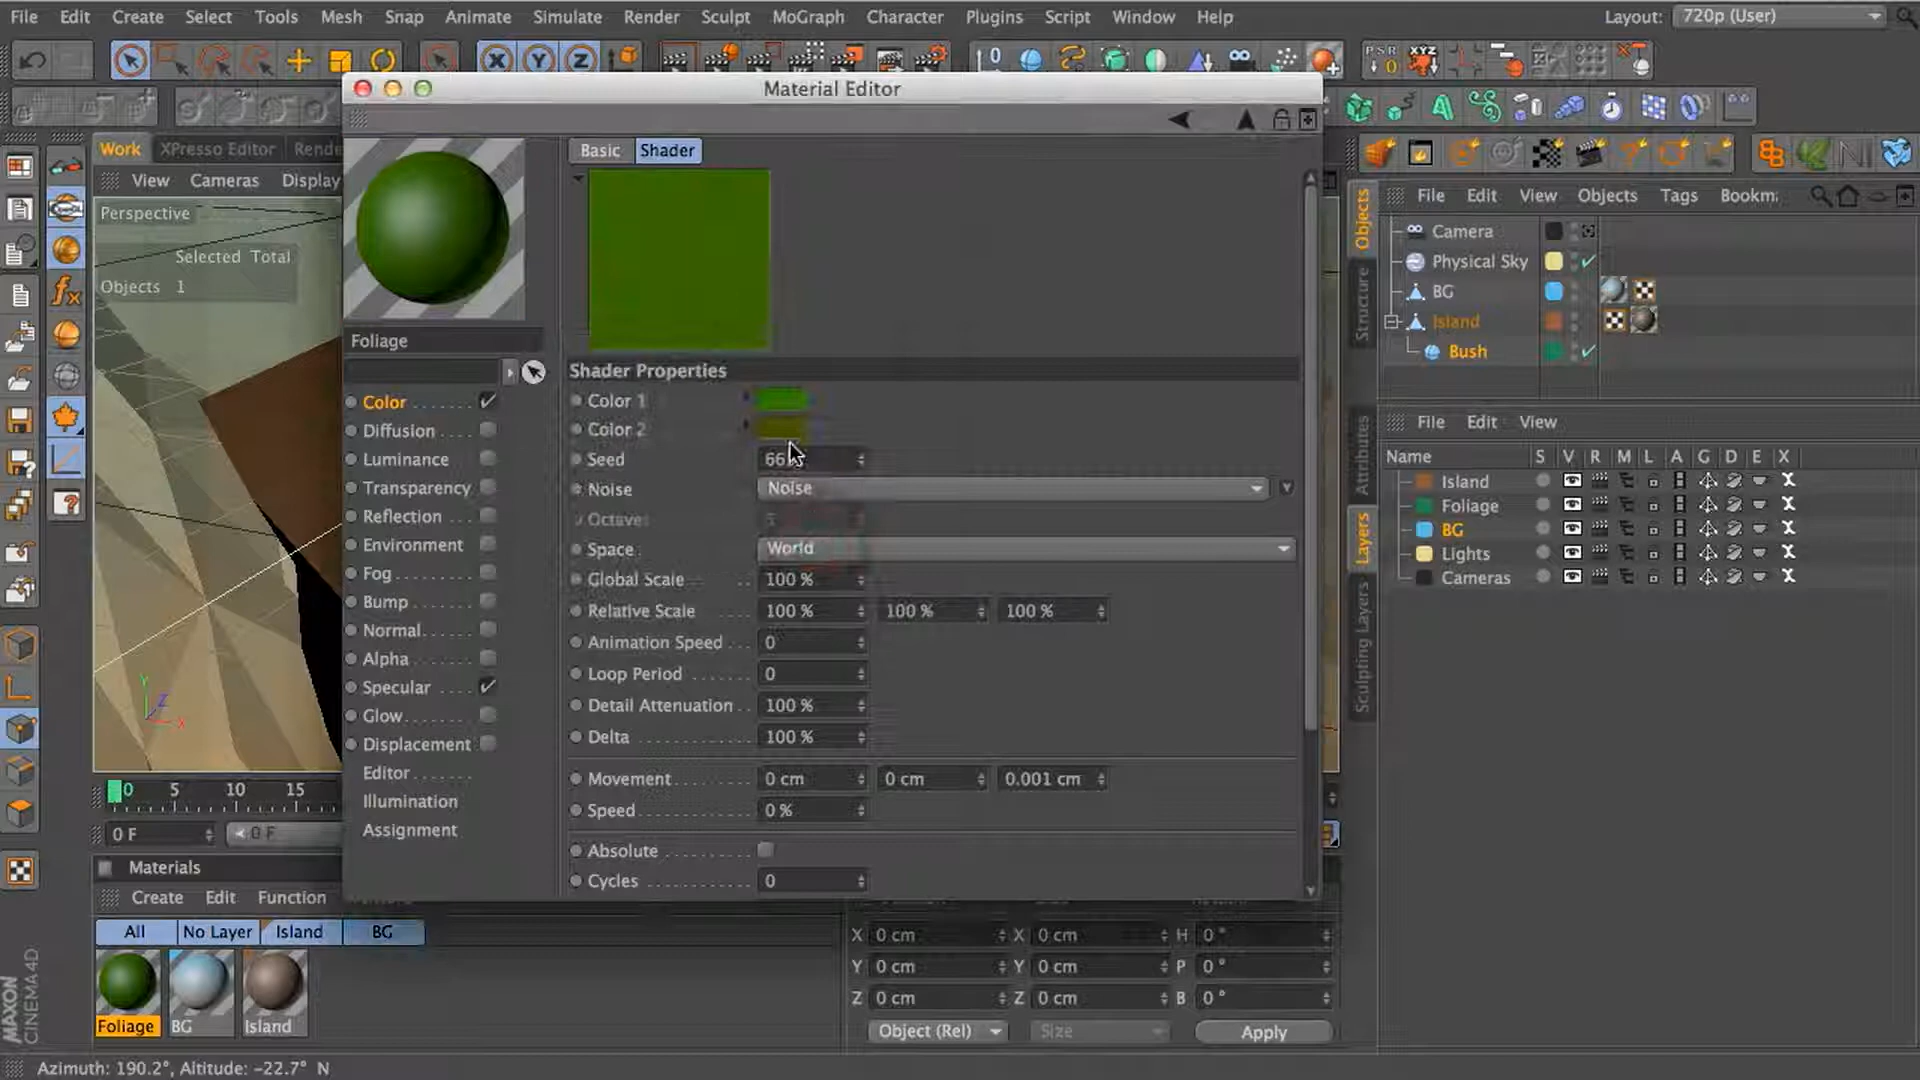 File Edit Create Select Tools Mesh Snap Animate Simulate Render Sculpt MoGraph Character Plugins Script Window Help Layout: 720p (User)
Material Editor
Work XPresso Editor Rende
View Cameras Display
Perspective
Selected Total
Objects 1
Basic Shader
Foliage
Color
Diffusion
Luminance
Transparency
Reflection
Environment
Fog
Bump
Normal
Alpha
Specular
Glow
Displacement
Editor
Illumination
Assignment
Shader Properties
Color 1
Color 2
Seed
Noise Noise
Octave
Space World
Global Scale 100 %
Relative Scale 100 % 100 % 100 %
Animation Speed 0
Loop Period 0
Detail Attenuation 100 %
Delta 100 %
Movement 0 cm 0 cm 0.001 cm
Speed 0 %
Absolute
Cycles 0
File Edit View Objects Tags Bookm
Camera
Physical Sky
BG
Island
Bush
Objects
Structure
Attributes
Layers
Sculpting Layers
File Edit View
Name S V R M L A G D E X
Island
Foliage
BG
Lights
Cameras
0 5 10 15
0 F 0 F
Materials
Create Edit Function
All No Layer Island BG
Foliage BG Island
X 0 cm X 0 cm H 0 °
Y 0 cm Y 0 cm P 0 °
Z 0 cm Z 0 cm B 0 °
Object (Rel) Size Apply
MAXON
CINEMA 4D
Azimuth: 190.2°, Altitude: -22.7° N